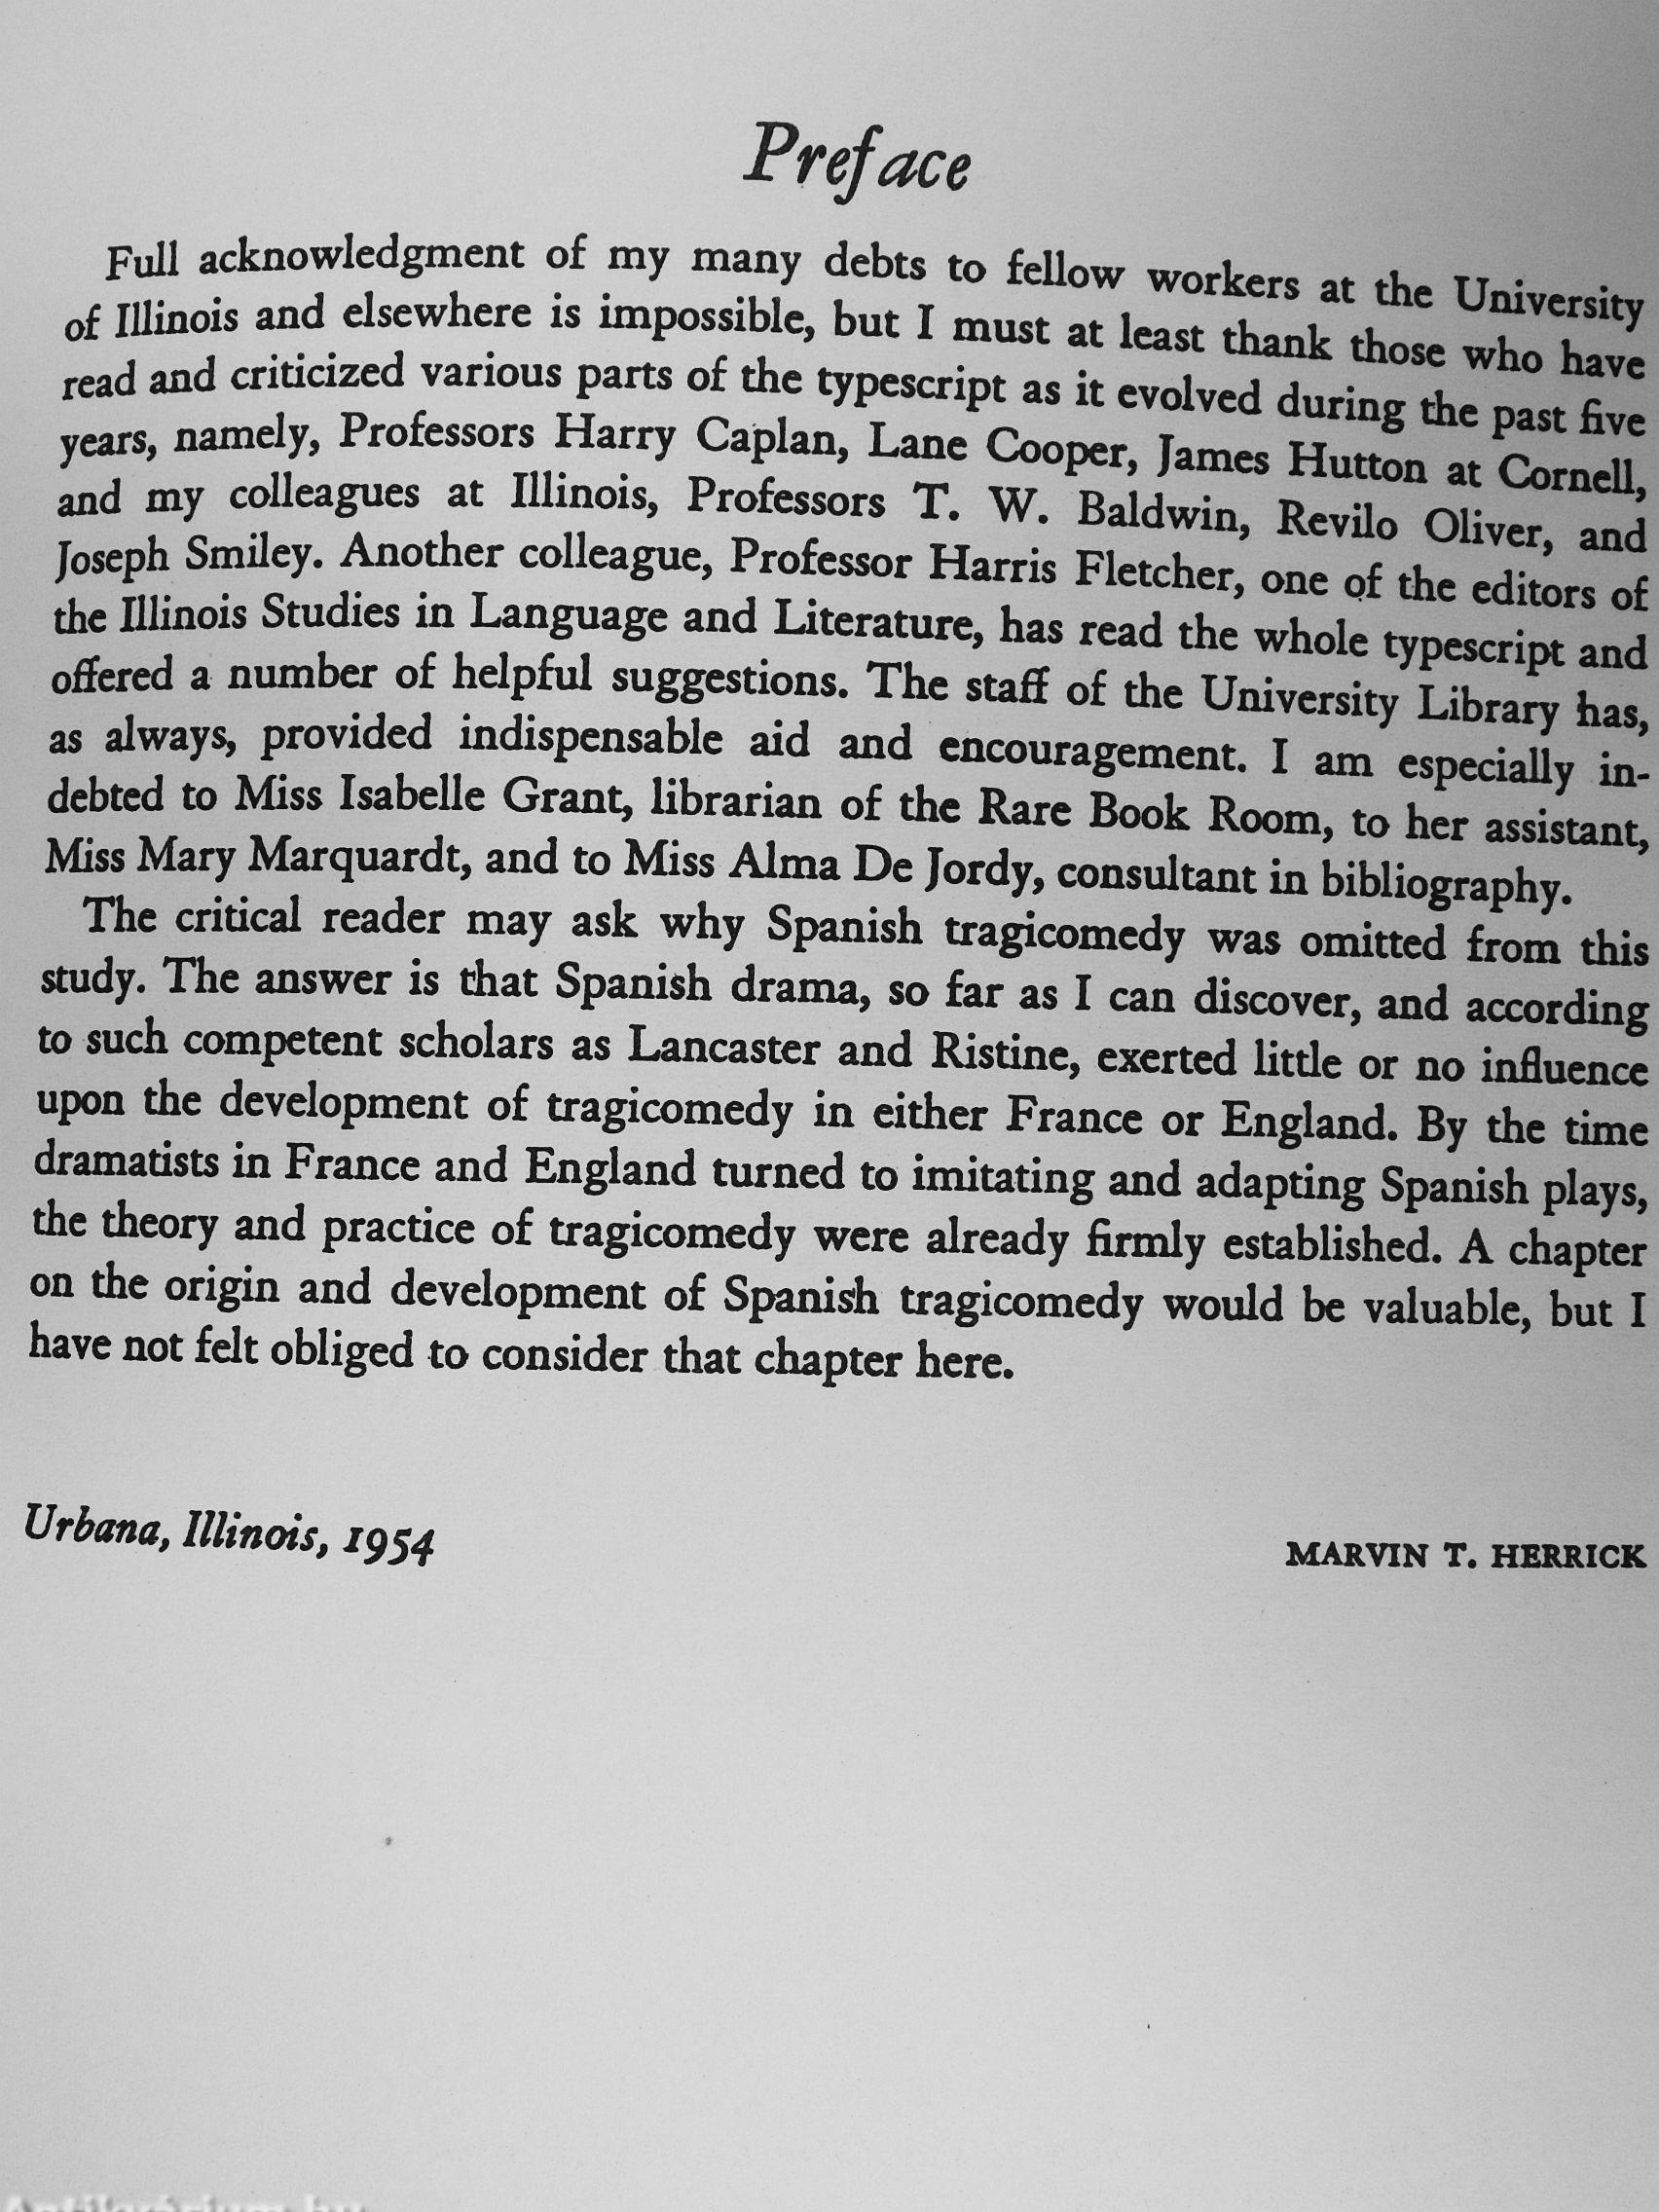 Preface
Full acknowledgment of my many debts to fellow workers at the University
of Illinois and elsewhere is impossible, but I must at least thank those who have
read and criticized various parts of the typescript as it evolved during the past five
years, namely, Professors Harry Caplan, Lane Cooper, James Hutton at Cornell,
and my colleagues at Illinois, Professors T. W. Baldwin, Revilo Oliver, and
Joseph Smiley. Another colleague, Professor Harris Fletcher, one of the editors of
the Illinois Studies in Language and Literature, has read the whole typescript and
offered a number of helpful suggestions. The staff of the University Library has,
as always, provided indispensable aid and encouragement. I am especially in-
debted to Miss Isabelle Grant, librarian of the Rare Book Room, to her assistant,
Miss Mary Marquardt, and to Miss Alma De Jordy, consultant in bibliography.
The critical reader may ask why Spanish tragicomedy was omitted from this
study. The answer is that Spanish drama, so far as I can discover, and according
to such competent scholars as Lancaster and Ristine, exerted little or no influence
upon the development of tragicomedy in either France or England. By the time
dramatists in France and England turned to imitating and adapting Spanish plays,
the theory and practice of tragicomedy were already firmly established. A chapter
on the origin and development of Spanish tragicomedy would be valuable, but I
have not felt obliged to consider that chapter here.
Urbana, Illinois, 1954
MARVIN T. HERRICK